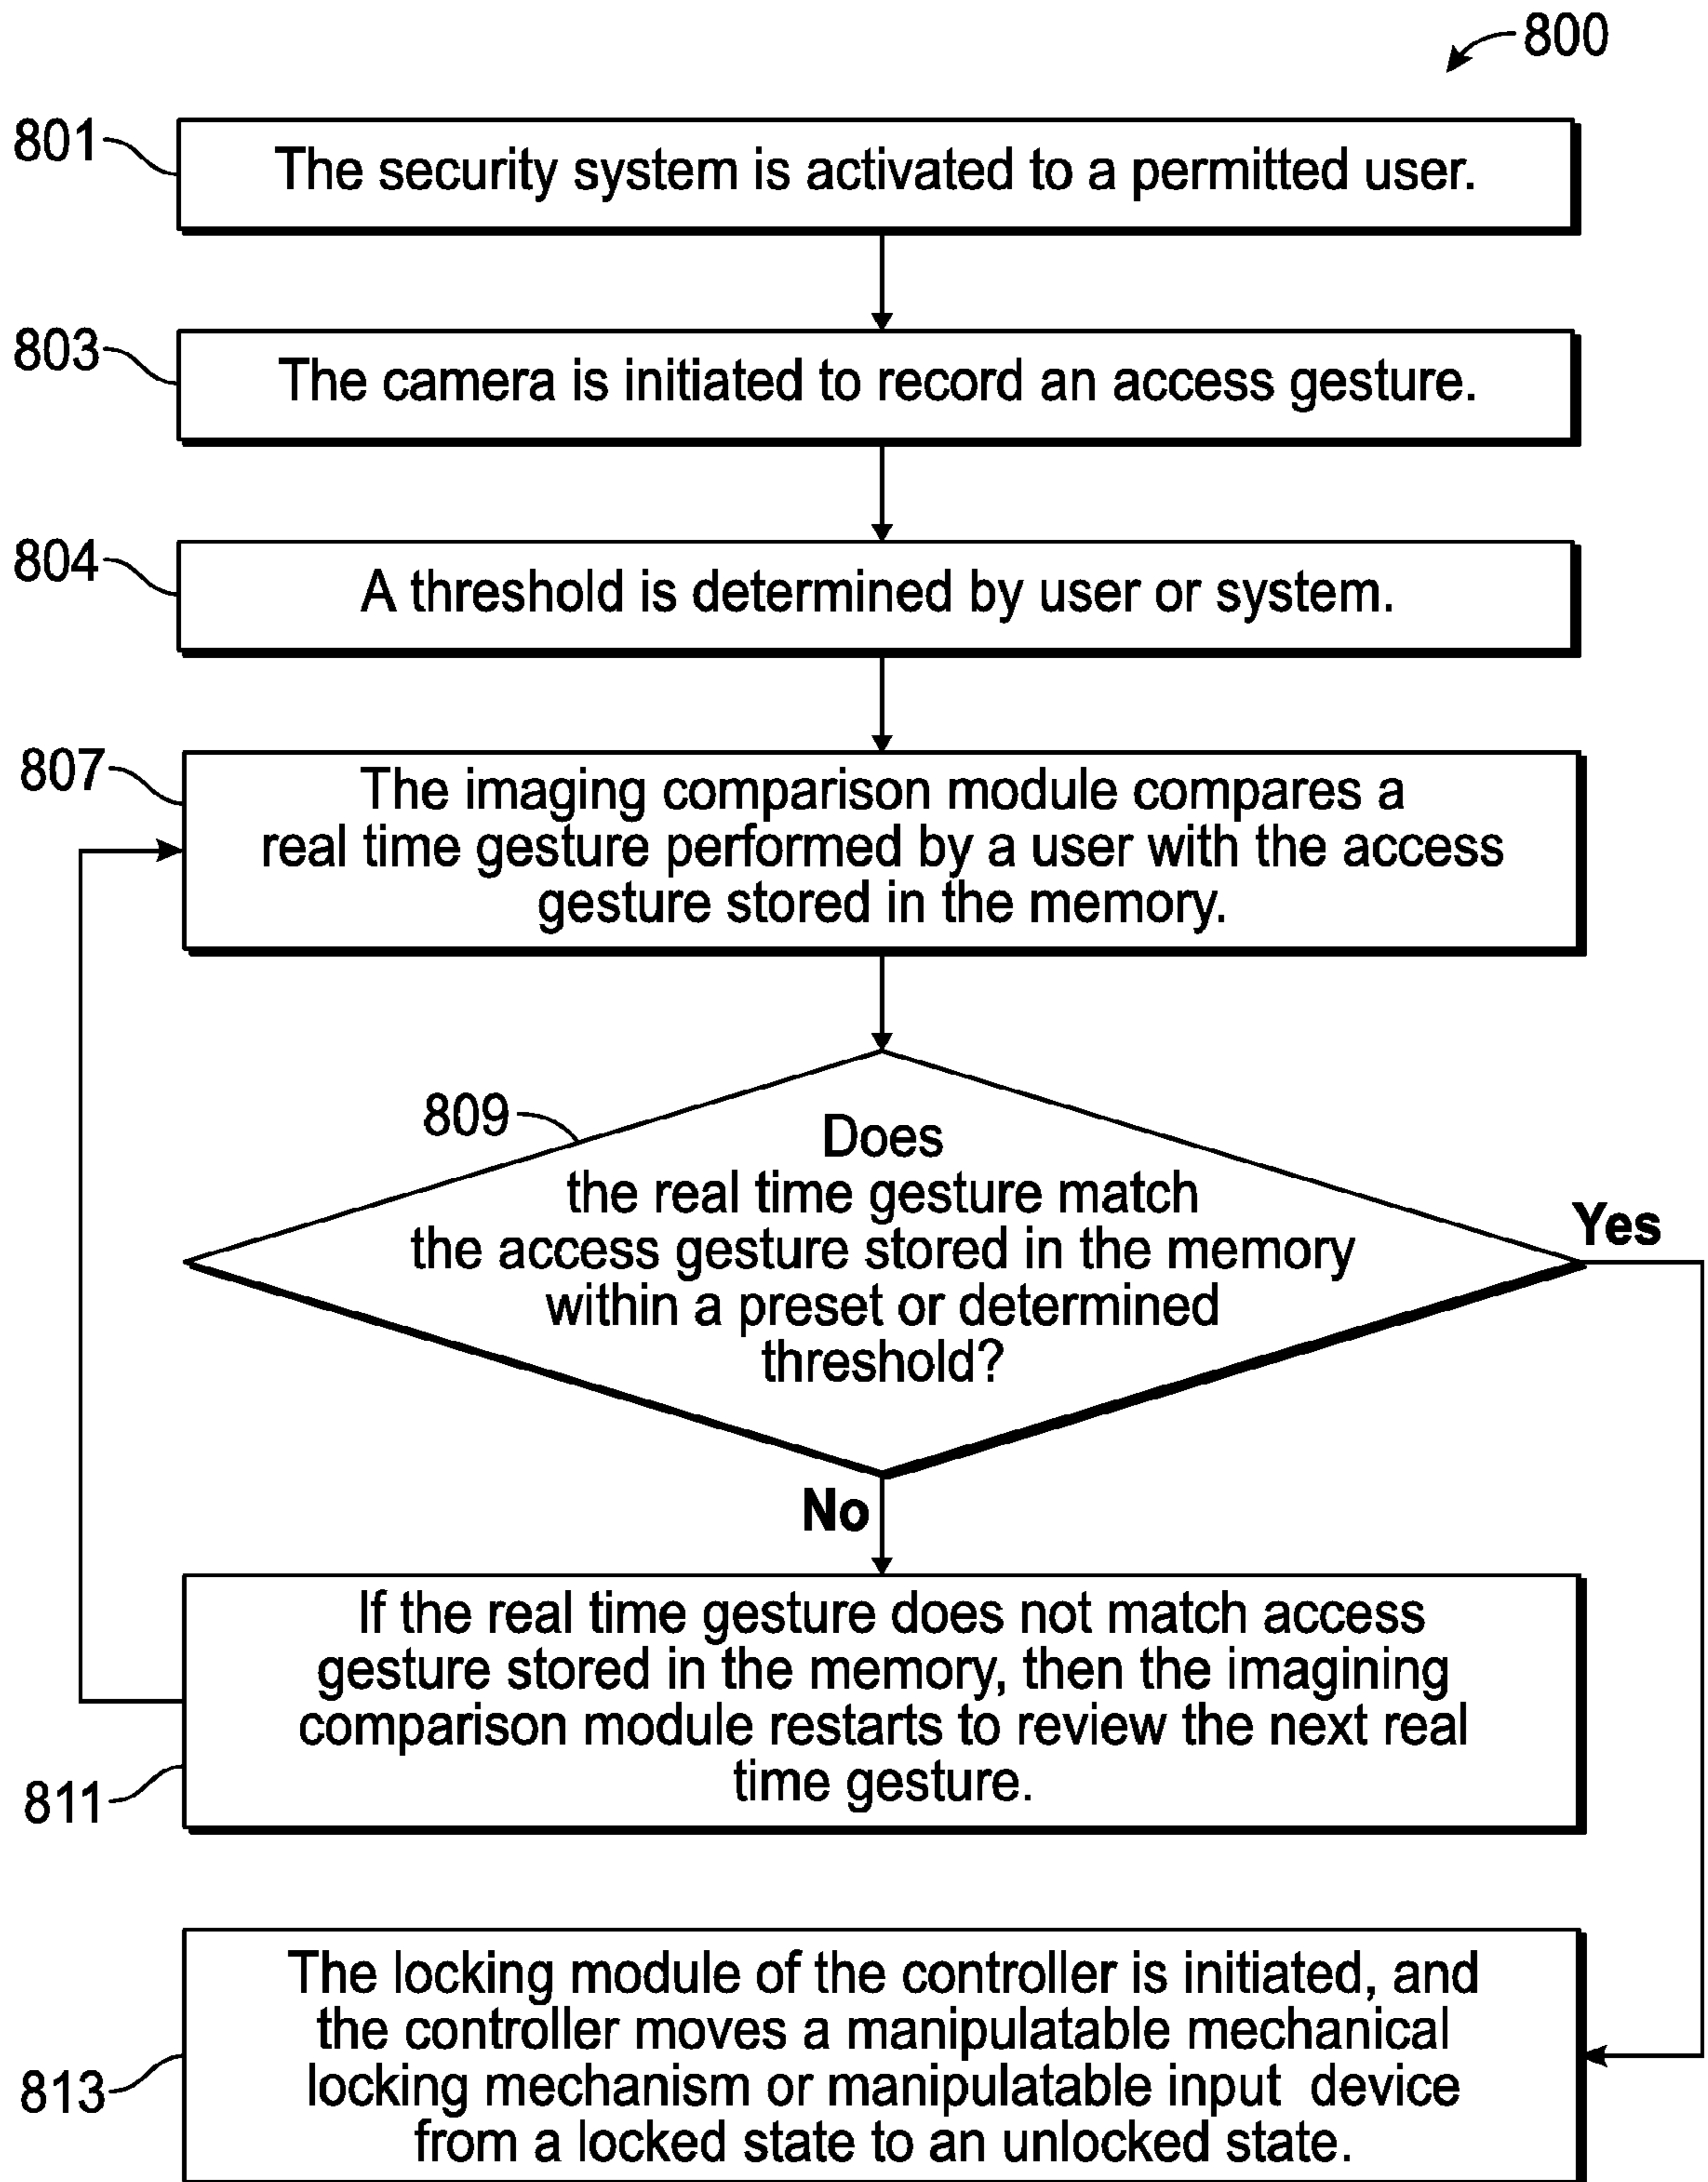 800
801
The security system is activated to a permitted user.
803
The camera is initiated to record an access gesture.
804
A threshold is determined by user or system.
807
The imaging comparison module compares a
real time gesture performed by a user with the access
gesture stored in the memory.
809
Does
the real time gesture match
the access gesture stored in the memory
within a preset or determined
threshold?
Yes
No
If the real time gesture does not match access
gesture stored in the memory, then the imagining
comparison module restarts to review the next real
time gesture.
811
The locking module of the controller is initiated, and
the controller moves a manipulatable mechanical
locking mechanism or manipulatable input device
from a locked state to an unlocked state.
813